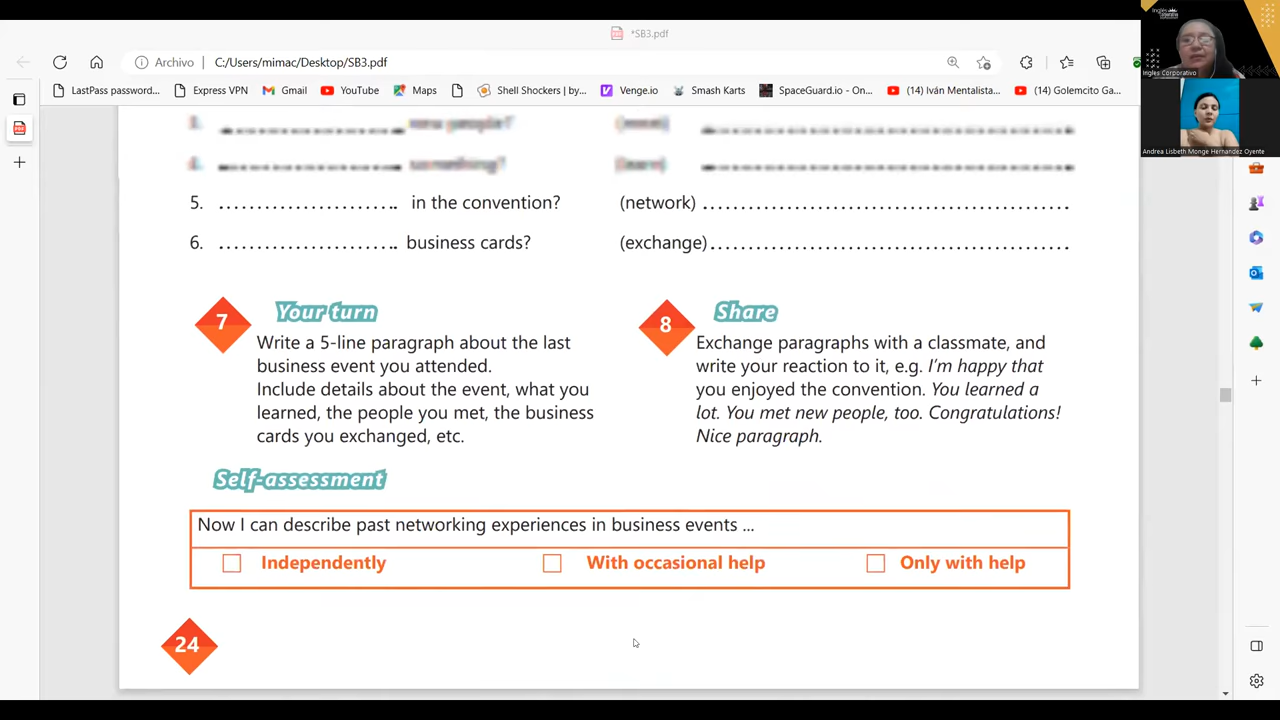 *SB3.pdf
Archivo C:/Users/mimac/Desktop/SB3.pdf
LastPass password... Express VPN Gmail YouTube Maps Shell Shockers | by... Venge.io Smash Karts SpaceGuard.io - On... (14) Iván Mentalista... (14) Golemcito Ga...
Inglés Corporativo
Andrea Lisbeth Monge Hernandez Oyente
5. ........................ in the convention? (network) ........................................
6. ........................ business cards? (exchange) ........................................
7 Your turn
Write a 5-line paragraph about the last
business event you attended.
Include details about the event, what you
learned, the people you met, the business
cards you exchanged, etc.
8 Share
Exchange paragraphs with a classmate, and
write your reaction to it, e.g. I'm happy that
you enjoyed the convention. You learned a
lot. You met new people, too. Congratulations!
Nice paragraph.
Self-assessment
Now I can describe past networking experiences in business events ...
Independently With occasional help Only with help
24